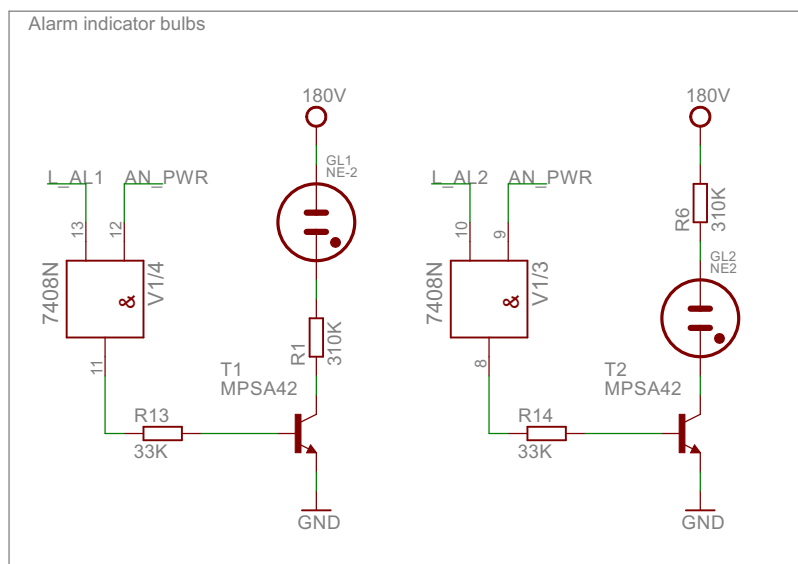 Alarm indicator bulbs
180V
GL1
NE-2
L_AL1
AN_PWR
13
12
7408N
&
V1/4
11
R1
310K
T1
MPSA42
R13
33K
GND
180V
L_AL2
AN_PWR
10
9
R6
310K
GL2
NE2
7408N
&
V1/3
8
T2
MPSA42
R14
33K
GND